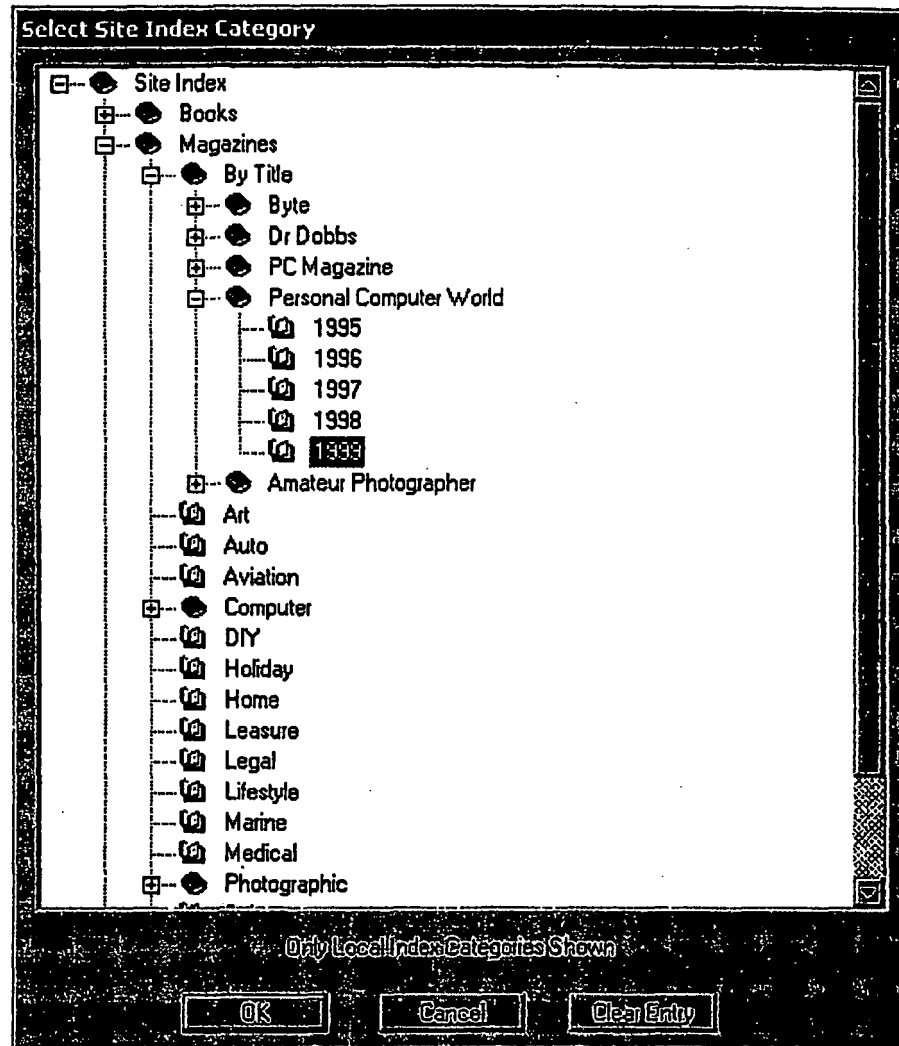 Select Site Index Category
Site Index
Books
Magazines
By Title
Byte
Dr Dobbs
PC Magazine
Personal Computer World
1995
1996
1997
1998
1999
Amateur Photographer
Art
Auto
Aviation
Computer
DIY
Holiday
Home
Leasure
Legal
Lifestyle
Marine
Medical
Photographic
Only Local Index Categories Shown
OK Cancel Clear Entry